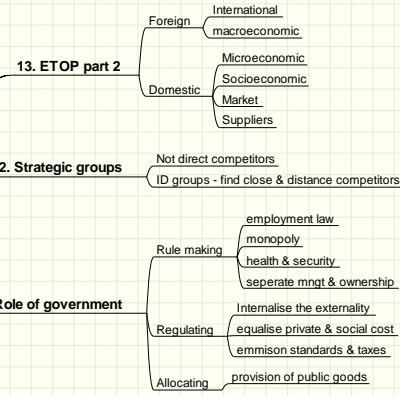 Foreign
International
macroeconomic
13. ETOP part 2
Domestic
Microeconomic
Socioeconomic
Market
Suppliers
2. Strategic groups
Not direct competitors
ID groups - find close & distance competitors
Role of government
Rule making
employment law
monopoly
health & security
seperate mngt & ownership
Regulating
Internalise the externality
equalise private & social cost
emmison standards & taxes
Allocating
provision of public goods